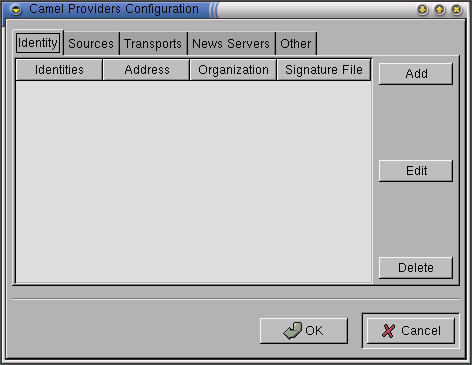 Camel Providers Configuration
Identity Sources Transports News Servers Other
Identities Address Organization Signature File
Add
Edit
Delete
OK Cancel